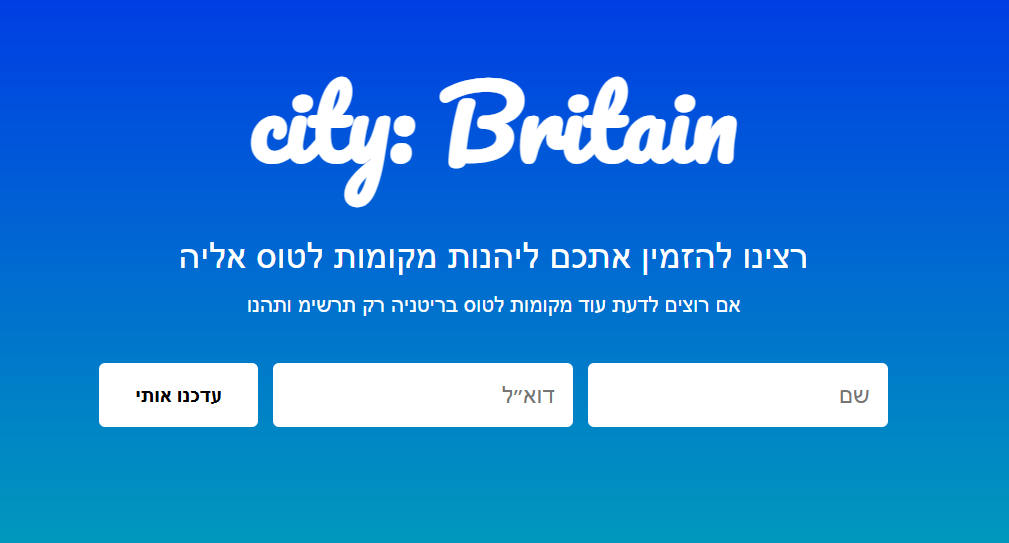 city: Britain
רצינו להזמין אתכם ליהנות מקומות לטוס אליה
אם רוצים לדעת עוד מקומות לטוס בריטניה רק תרשימ ותהנו
שם
דוא״ל
עדכנו אותי